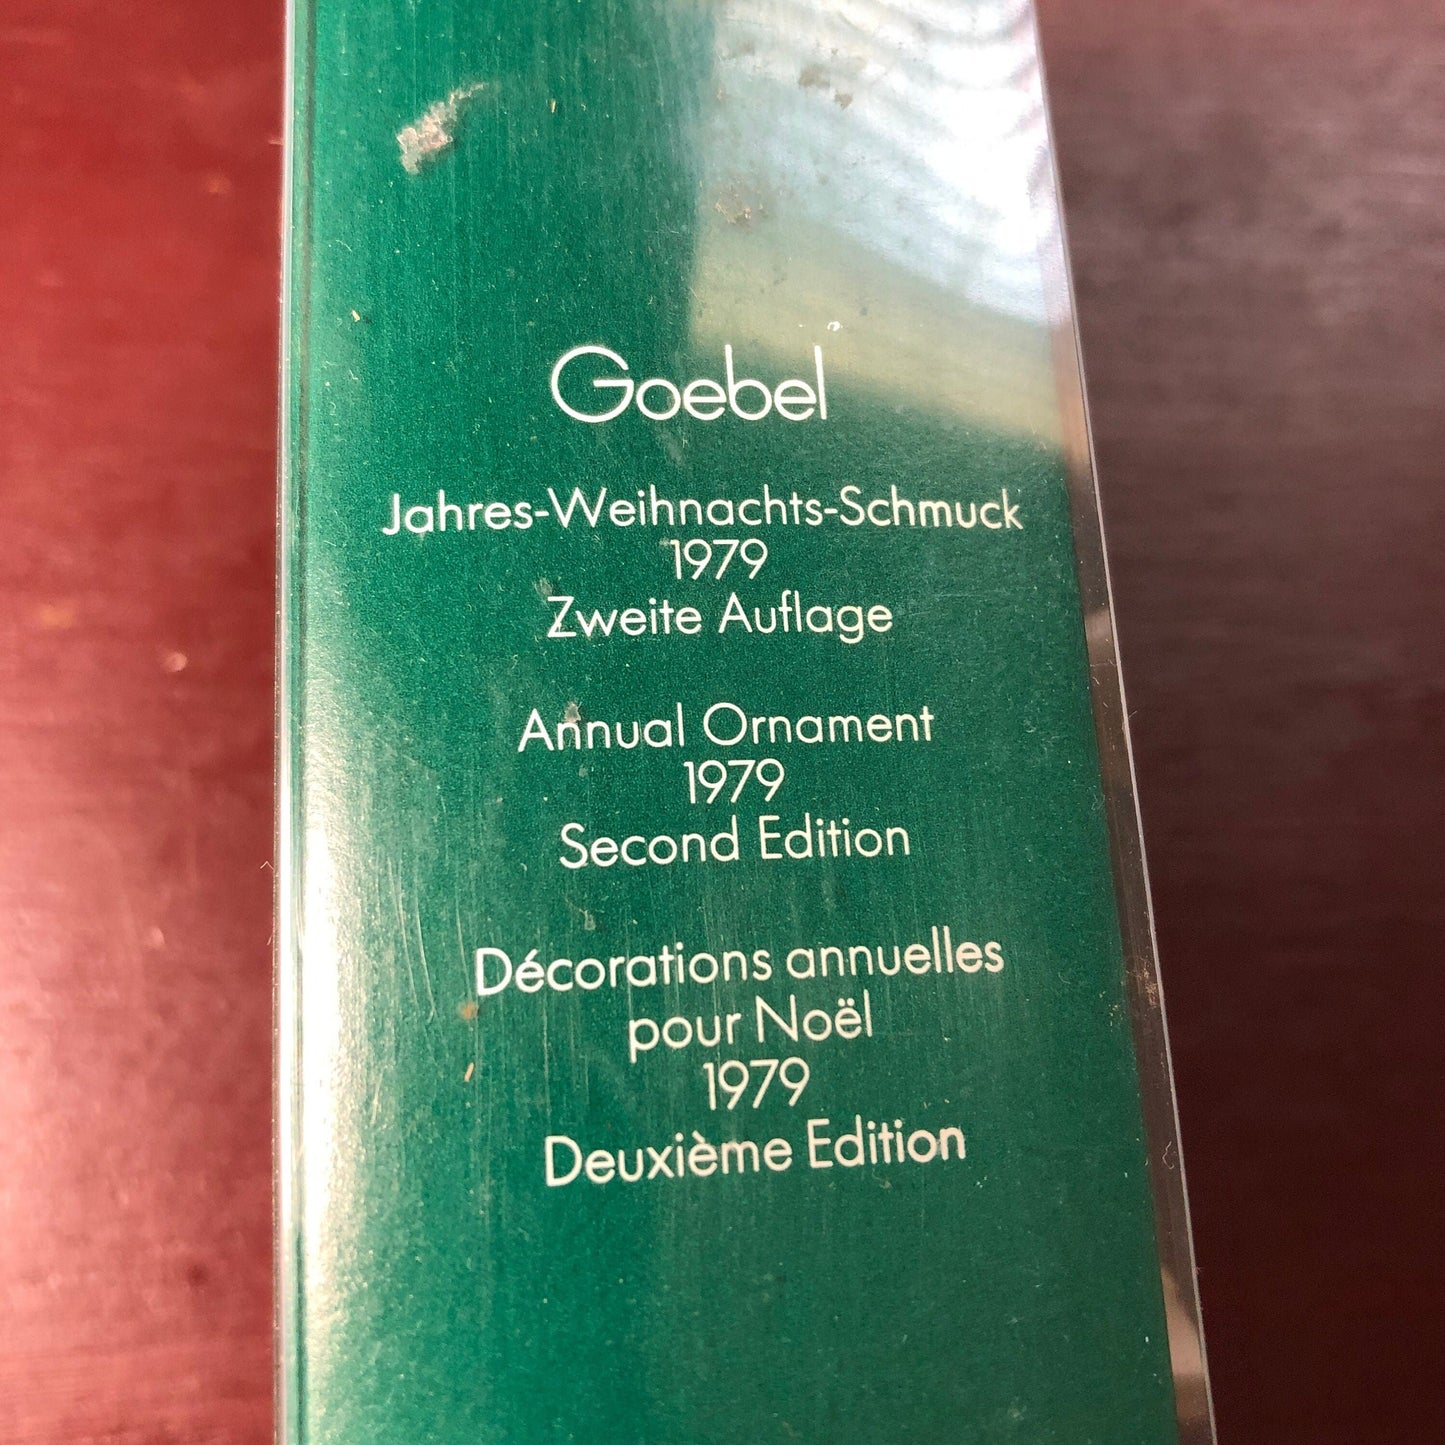 Goebel
Jahres-Weihnachts-Schmuck
1979
Zweite Auflage
Annual Ornament
1979
Second Edition
Décorations annuelles
pour Noël
1979
Deuxième Edition